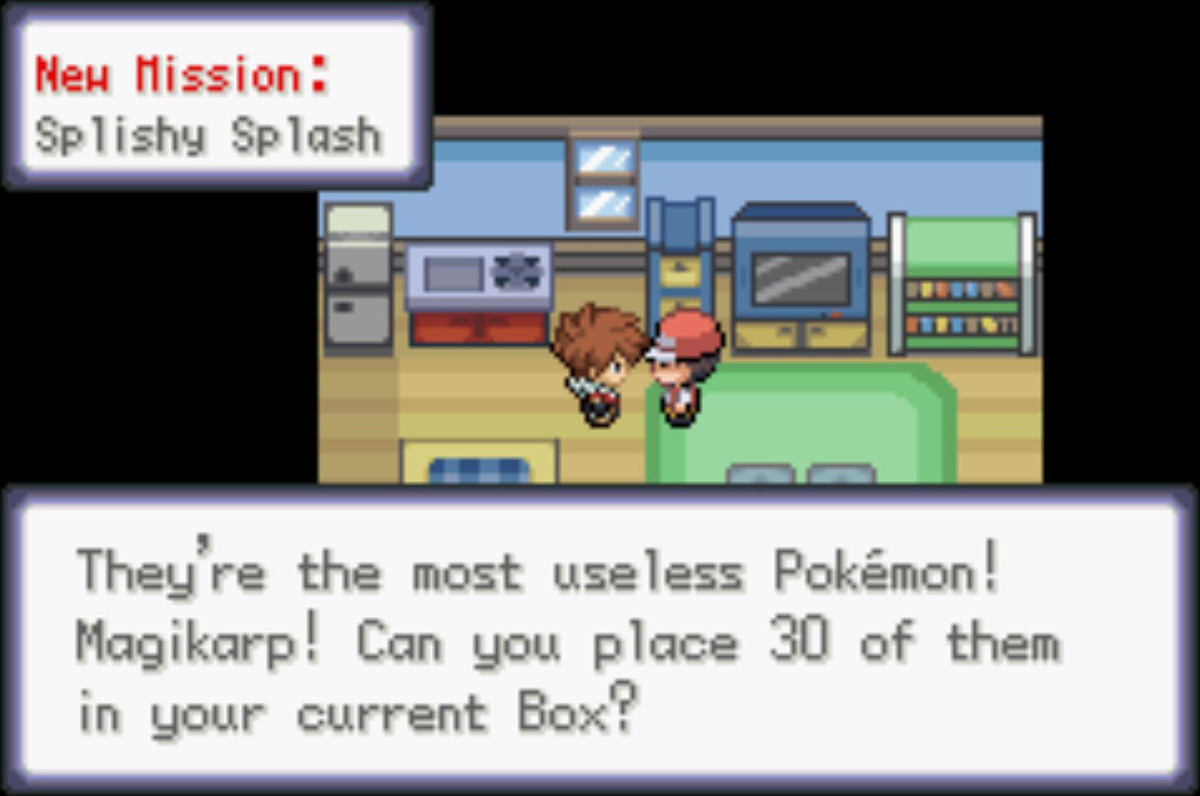 New Mission:
Splishy Splash
They're the most useless Pokémon!
Magikarp! Can you place 30 of them
in your current Box?